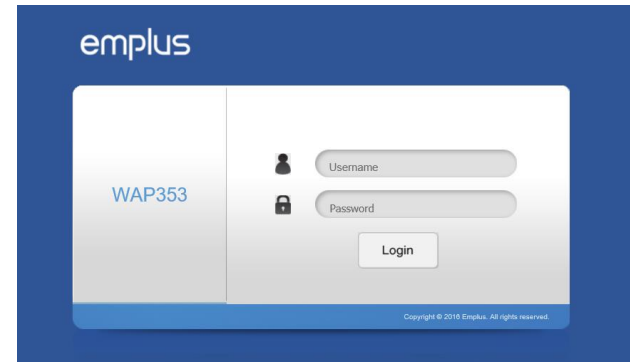 emplus
WAP353
Username
Password
Login
Copyright © 2016 Emplus. All rights reserved.